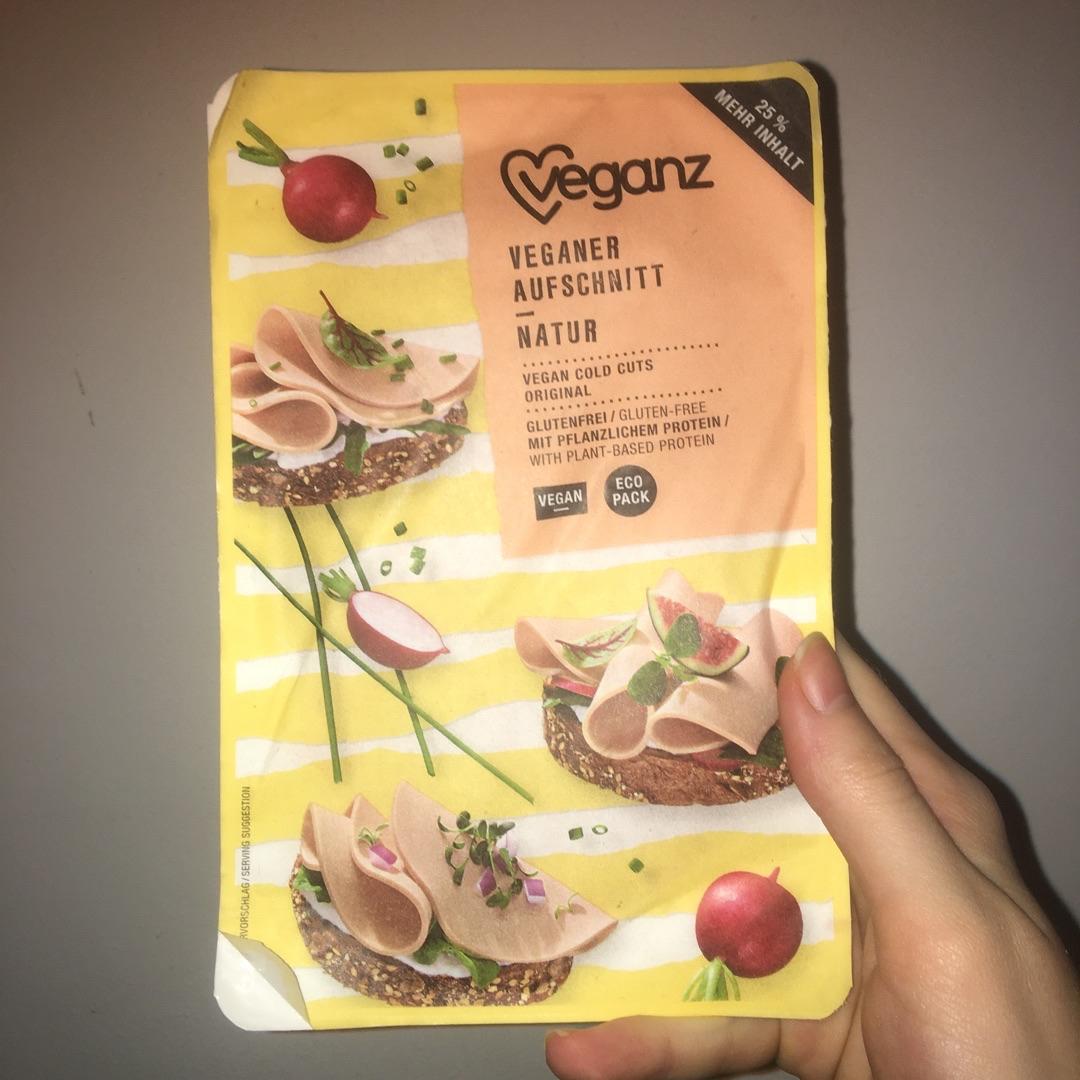 25 %
MEHR INHALT
veganz
VEGANER
AUFSCHNITT
NATUR
VEGAN COLD CUTS
ORIGINAL
GLUTENFREI / GLUTEN-FREE
MIT PFLANZLICHEM PROTEIN /
WITH PLANT-BASED PROTEIN
VEGAN
ECO
PACK
RVORSCHLAG / SERVING SUGGESTION